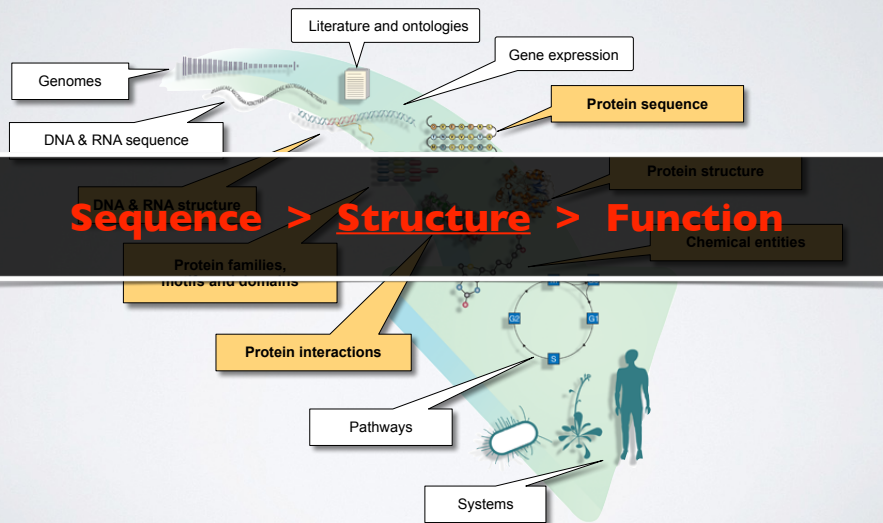 Literature and ontologies
Gene expression
Genomes
Protein sequence
DNA & RNA sequence
Protein structure
DNA & RNA structure
Sequence > Structure > Function
Chemical entities
Protein families,
motifs and domains
G2
G1
S
Protein interactions
Pathways
Systems